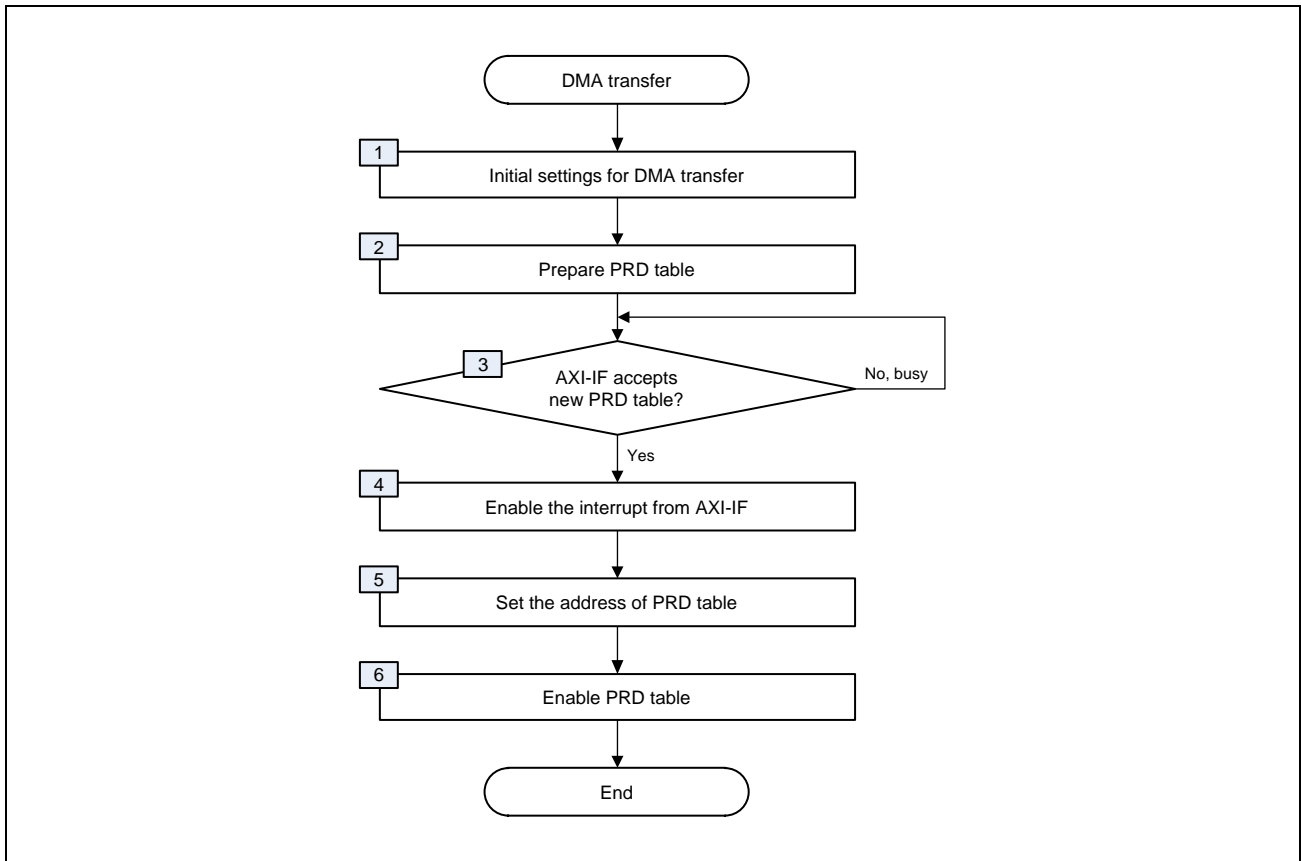 DMA transfer
1
Initial settings for DMA transfer
2
Prepare PRD table
3
AXI-IF accepts
new PRD table?
No, busy
Yes
4
Enable the interrupt from AXI-IF
5
Set the address of PRD table
6
Enable PRD table
End